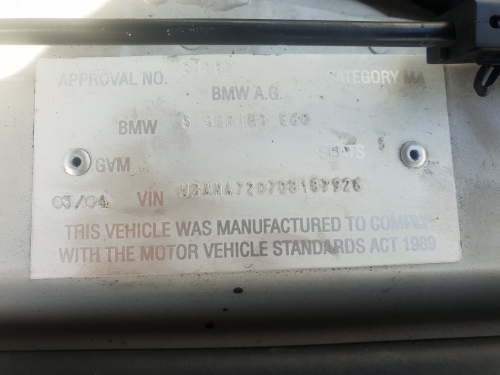 APPROVAL NO. CATEGORY MA
BMW A.G.
BMW 5 SERIES E60
GVM SEATS 5
03/04 VIN
THIS VEHICLE WAS MANUFACTURED TO COMPLY
WITH THE MOTOR VEHICLE STANDARDS ACT 1989